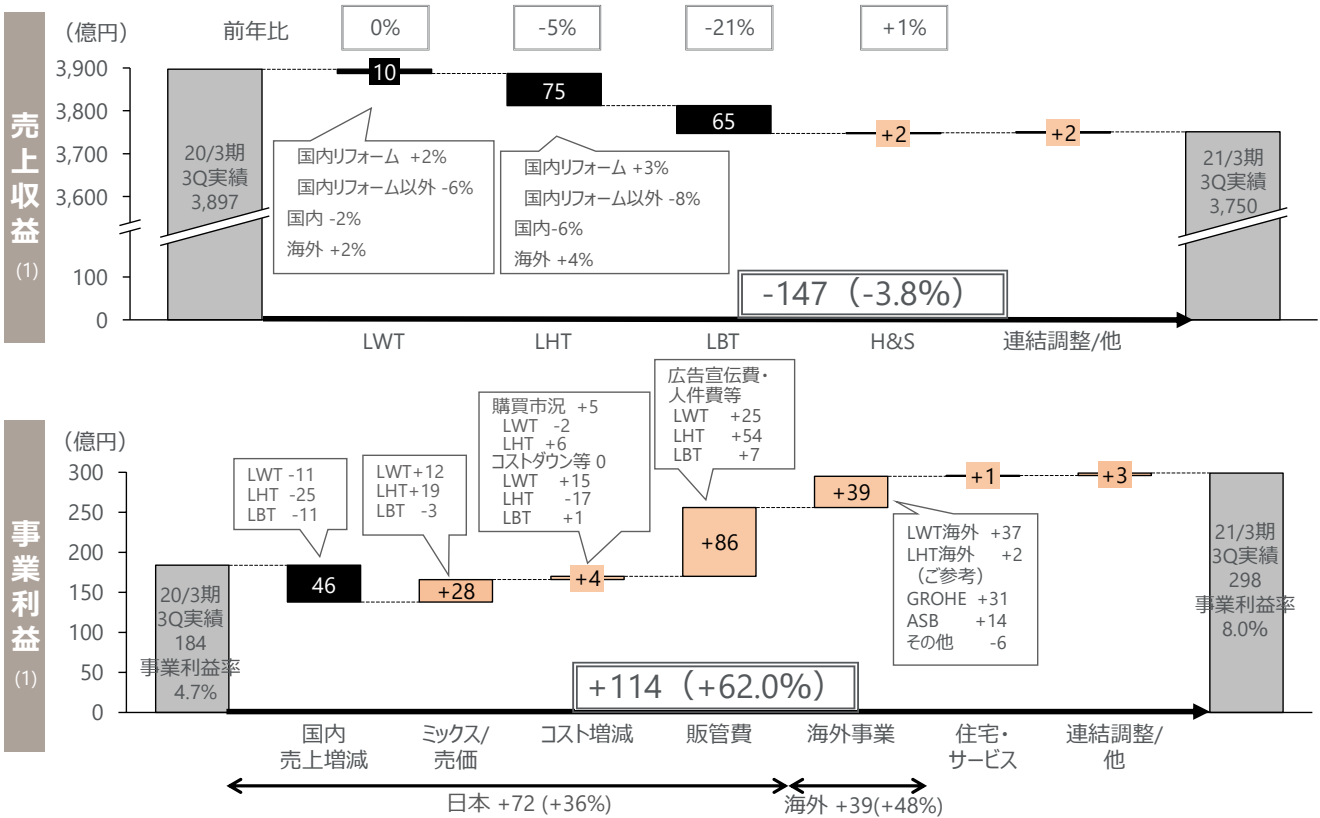 売上収益
(1)
(億円)
前年比
0%
-5%
-21%
+1%
3,900
3,800
3,700
3,600
100
0
20/3期
3Q実績
3,897
10
75
65
+2
+2
21/3期
3Q実績
3,750
国内リフォーム +2%
国内リフォーム以外 -6%
国内 -2%
海外 +2%
国内リフォーム +3%
国内リフォーム以外 -8%
国内-6%
海外 +4%
-147（-3.8%）
LWT
LHT
LBT
H&S
連結調整/他
事業利益
(1)
(億円)
300
250
200
150
100
50
0
20/3期
3Q実績
184
事業利益率
4.7%
LWT -11
LHT -25
LBT -11
46
LWT+12
LHT+19
LBT -3
+28
購買市況 +5
LWT -2
LHT +6
コストダウン等 0
LWT +15
LHT -17
LBT +1
+4
広告宣伝費・
人件費等
LWT +25
LHT +54
LBT +7
+86
+39
LWT海外 +37
LHT海外 +2
（ご参考）
GROHE +31
ASB +14
その他 -6
+1
+3
21/3期
3Q実績
298
事業利益率
8.0%
+114（+62.0%）
国内
売上増減
ミックス/
売価
コスト増減
販管費
海外事業
住宅・
サービス
連結調整/
他
日本 +72 (+36%)
海外 +39(+48%)